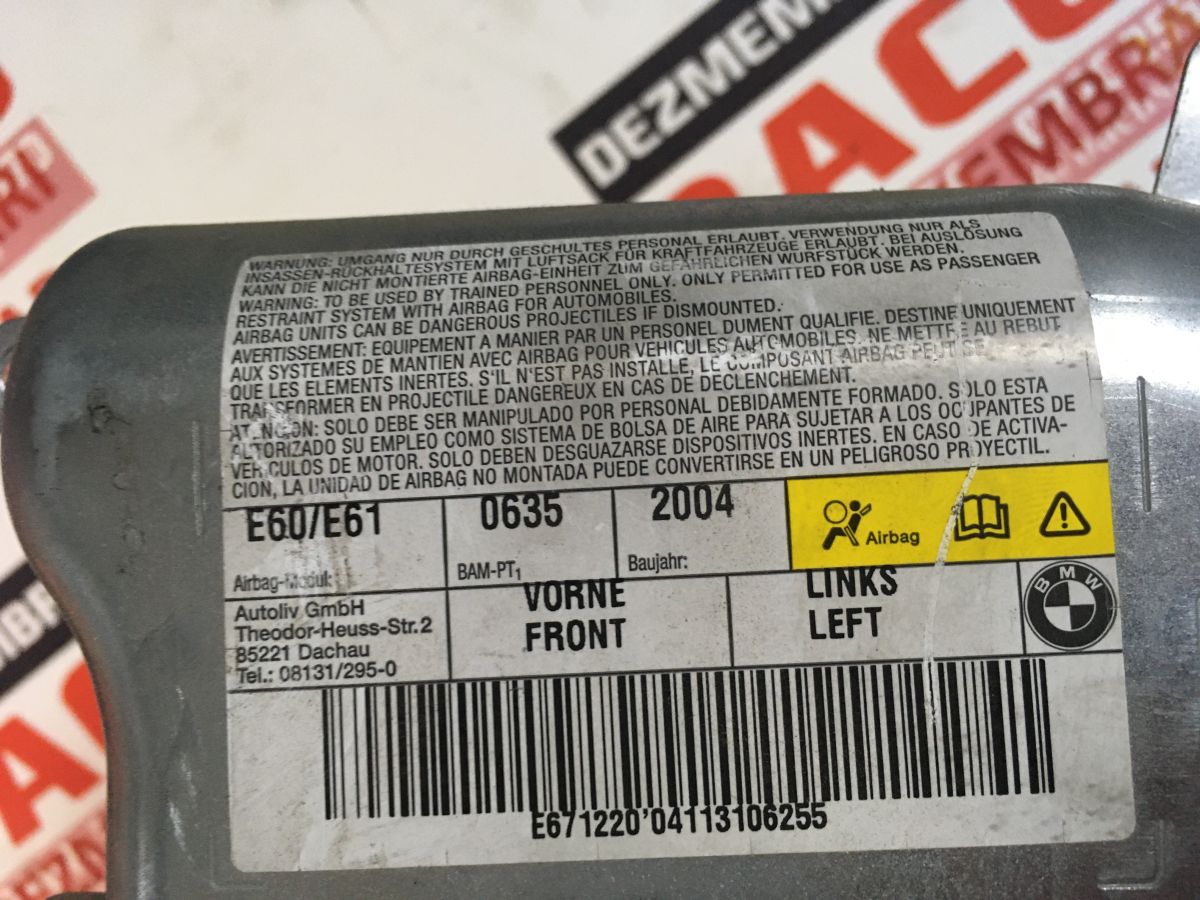 DEZMEM
RACO
ZEMBRA
WARNUNG: UMGANG NUR DURCH GESCHULTES PERSONAL ERLAUBT. VERWENDUNG NUR ALS
INSASSEN-RÜCKHALTESYSTEM MIT LUFTSACK FÜR KRAFTFAHRZEUGE ERLAUBT. BEI AUSLÖSUNG
KANN DIE NICHT MONTIERTE AIRBAG-EINHEIT ZUM GEFÄHRLICHEN WURFSTÜCK WERDEN.
WARNING: TO BE USED BY TRAINED PERSONNEL ONLY. ONLY PERMITTED FOR USE AS PASSENGER
RESTRAINT SYSTEM WITH AIRBAG FOR AUTOMOBILES.
AIRBAG UNITS CAN BE DANGEROUS PROJECTILES IF DISMOUNTED.
AVERTISSEMENT: EQUIPEMENT A MANIER PAR UN PERSONEL DUMENT QUALIFIE. DESTINE UNIQUEMENT
AUX SYSTEMES DE MANTIEN AVEC AIRBAG POUR VEHICULES AUTOMOBILES. NE METTRE AU REBUT
QUE LES ELEMENTS INERTES. S'IL N'EST PAS INSTALLE, LE COMPOSANT AIRBAG PEUT SE
TRANSFORMER EN PROJECTILE DANGEREUX EN CAS DE DECLENCHEMENT.
ATENCION: SOLO DEBE SER MANIPULADO POR PERSONAL DEBIDAMENTE FORMADO. SOLO ESTA
AUTORIZADO SU EMPLEO COMO SISTEMA DE BOLSA DE AIRE PARA SUJETAR A LOS OCUPANTES DE
VEHICULOS DE MOTOR. SOLO DEBEN DESGUAZARSE DISPOSITIVOS INERTES. EN CASO DE ACTIVA-
CION, LA UNIDAD DE AIRBAG NO MONTADA PUEDE CONVERTIRSE EN UN PELIGROSO PROYECTIL.
E60/E61
Airbag-Modul:
0635
BAM-PT1
2004
Baujahr:
Airbag
Autoliv GmbH
Theodor-Heuss-Str.2
85221 Dachau
Tel.: 08131/295-0
VORNE
FRONT
LINKS
LEFT
BMW
E671220'04113106255